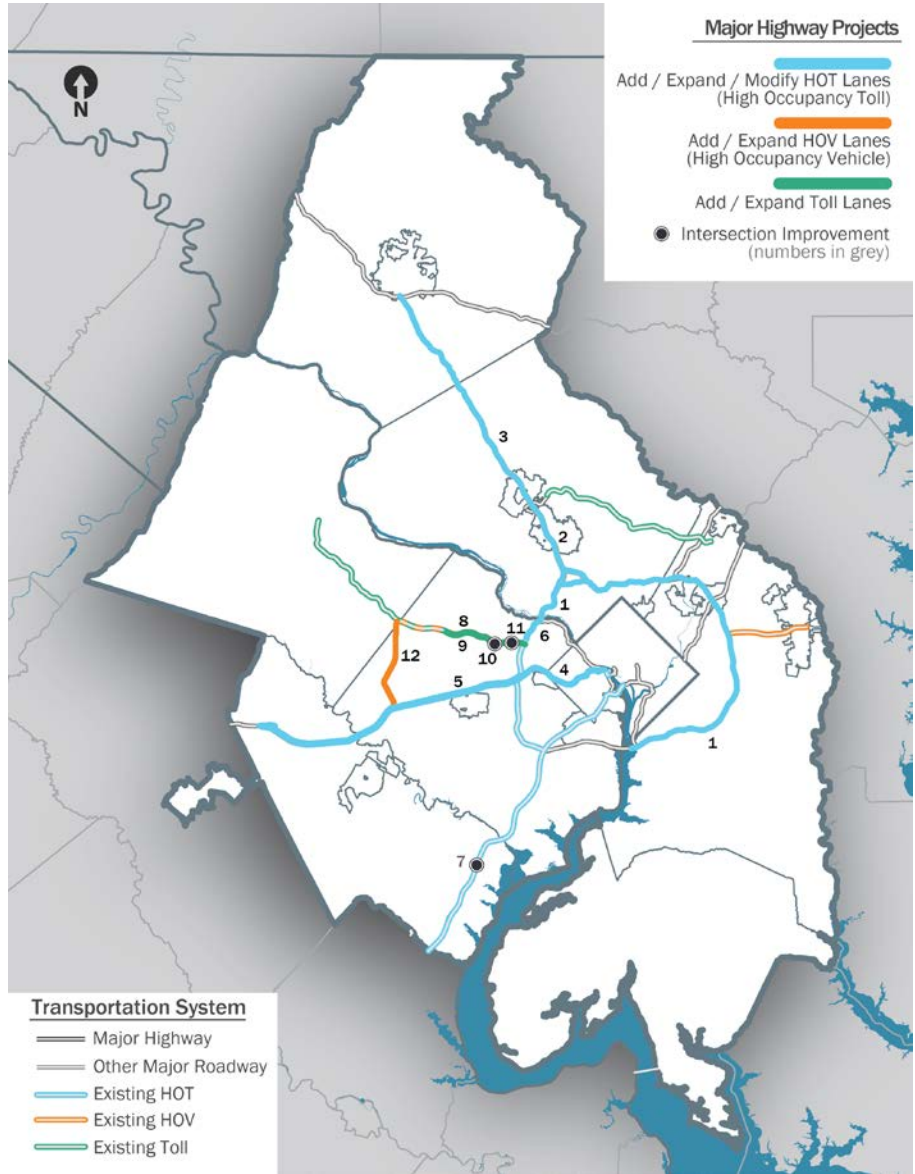 Major Highway Projects
Add / Expand / Modify HOT Lanes
(High Occupancy Toll)
Add / Expand HOV Lanes
(High Occupancy Vehicle)
Add / Expand Toll Lanes
Intersection Improvement
(numbers in grey)
N
3
2
1
8
11
6
9
10
12
4
5
1
7
Transportation System
Major Highway
Other Major Roadway
Existing HOT
Existing HOV
Existing Toll